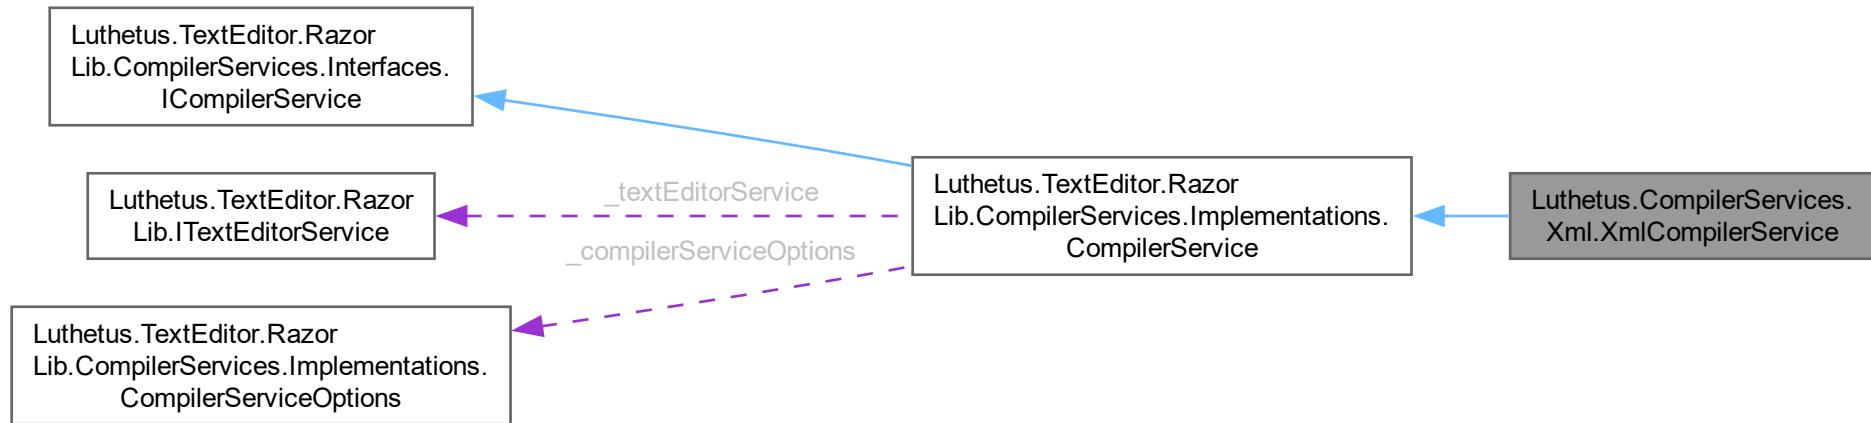 Luthetus.TextEditor.Razor
Lib.CompilerServices.Interfaces.
ICompilerService
Luthetus.TextEditor.Razor
Lib.ITextEditorService
Luthetus.TextEditor.Razor
Lib.CompilerServices.Implementations.
CompilerServiceOptions
_textEditorService
_compilerServiceOptions
Luthetus.TextEditor.Razor
Lib.CompilerServices.Implementations.
CompilerService
Luthetus.CompilerServices.
Xml.XmlCompilerService